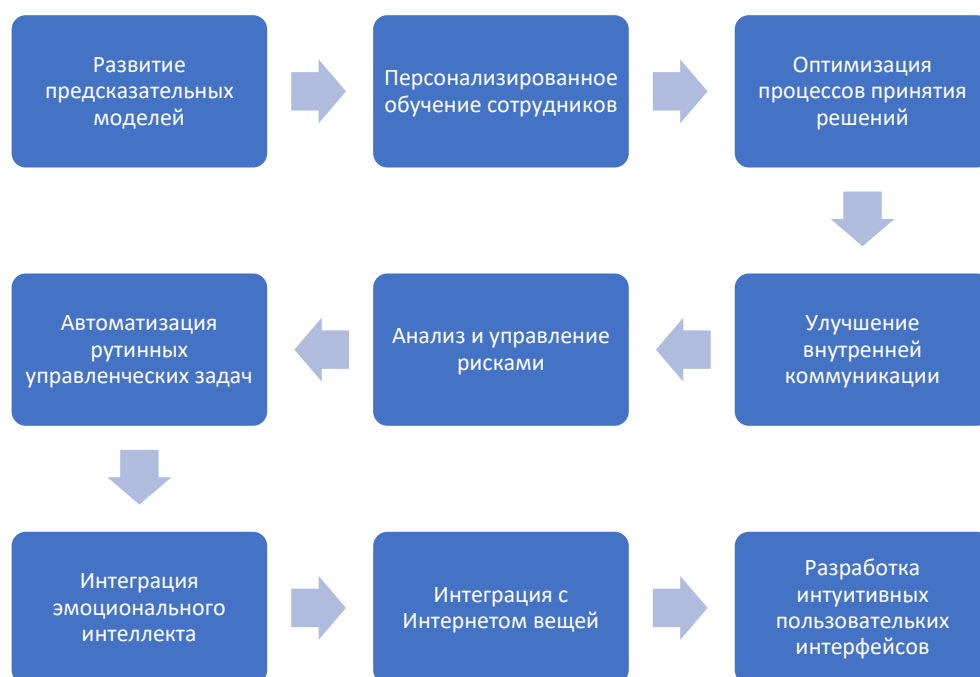 Развитие
предсказательных
моделей
Персонализированное
обучение сотрудников
Оптимизация
процессов принятия
решений
Улучшение
внутренней
коммуникации
Анализ и управление
рисками
Автоматизация
рутинных
управленческих задач
Интеграция
эмоционального
интеллекта
Интеграция с
Интернетом вещей
Разработка
интуитивных
пользовательких
интерфейсов